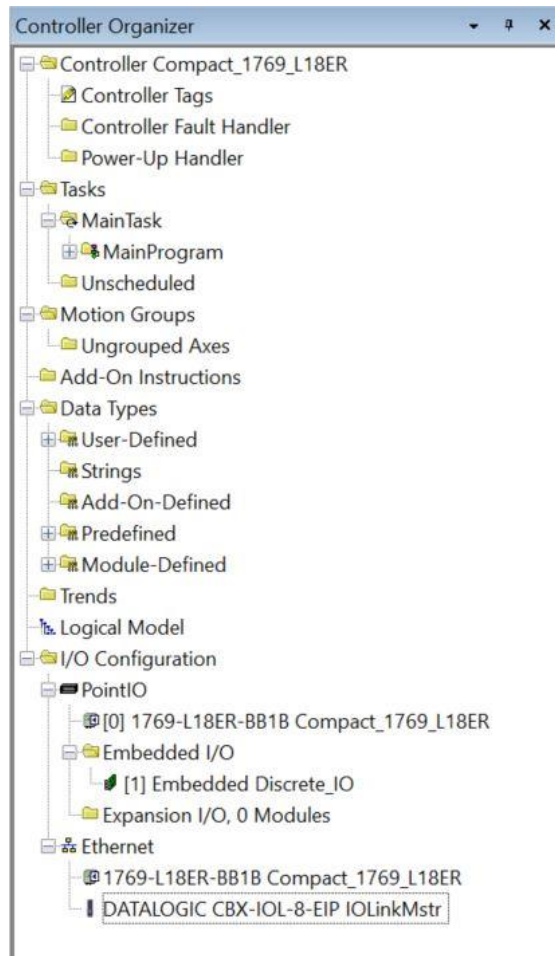 Controller Organizer
Controller Compact_1769_L18ER
Controller Tags
Controller Fault Handler
Power-Up Handler
Tasks
MainTask
MainProgram
Unscheduled
Motion Groups
Ungrouped Axes
Add-On Instructions
Data Types
User-Defined
Strings
Add-On-Defined
Predefined
Module-Defined
Trends
Logical Model
I/O Configuration
PointIO
[0] 1769-L18ER-BB1B Compact_1769_L18ER
Embedded I/O
[1] Embedded Discrete_IO
Expansion I/O, 0 Modules
Ethernet
1769-L18ER-BB1B Compact_1769_L18ER
DATALOGIC CBX-IOL-8-EIP IOLinkMstr